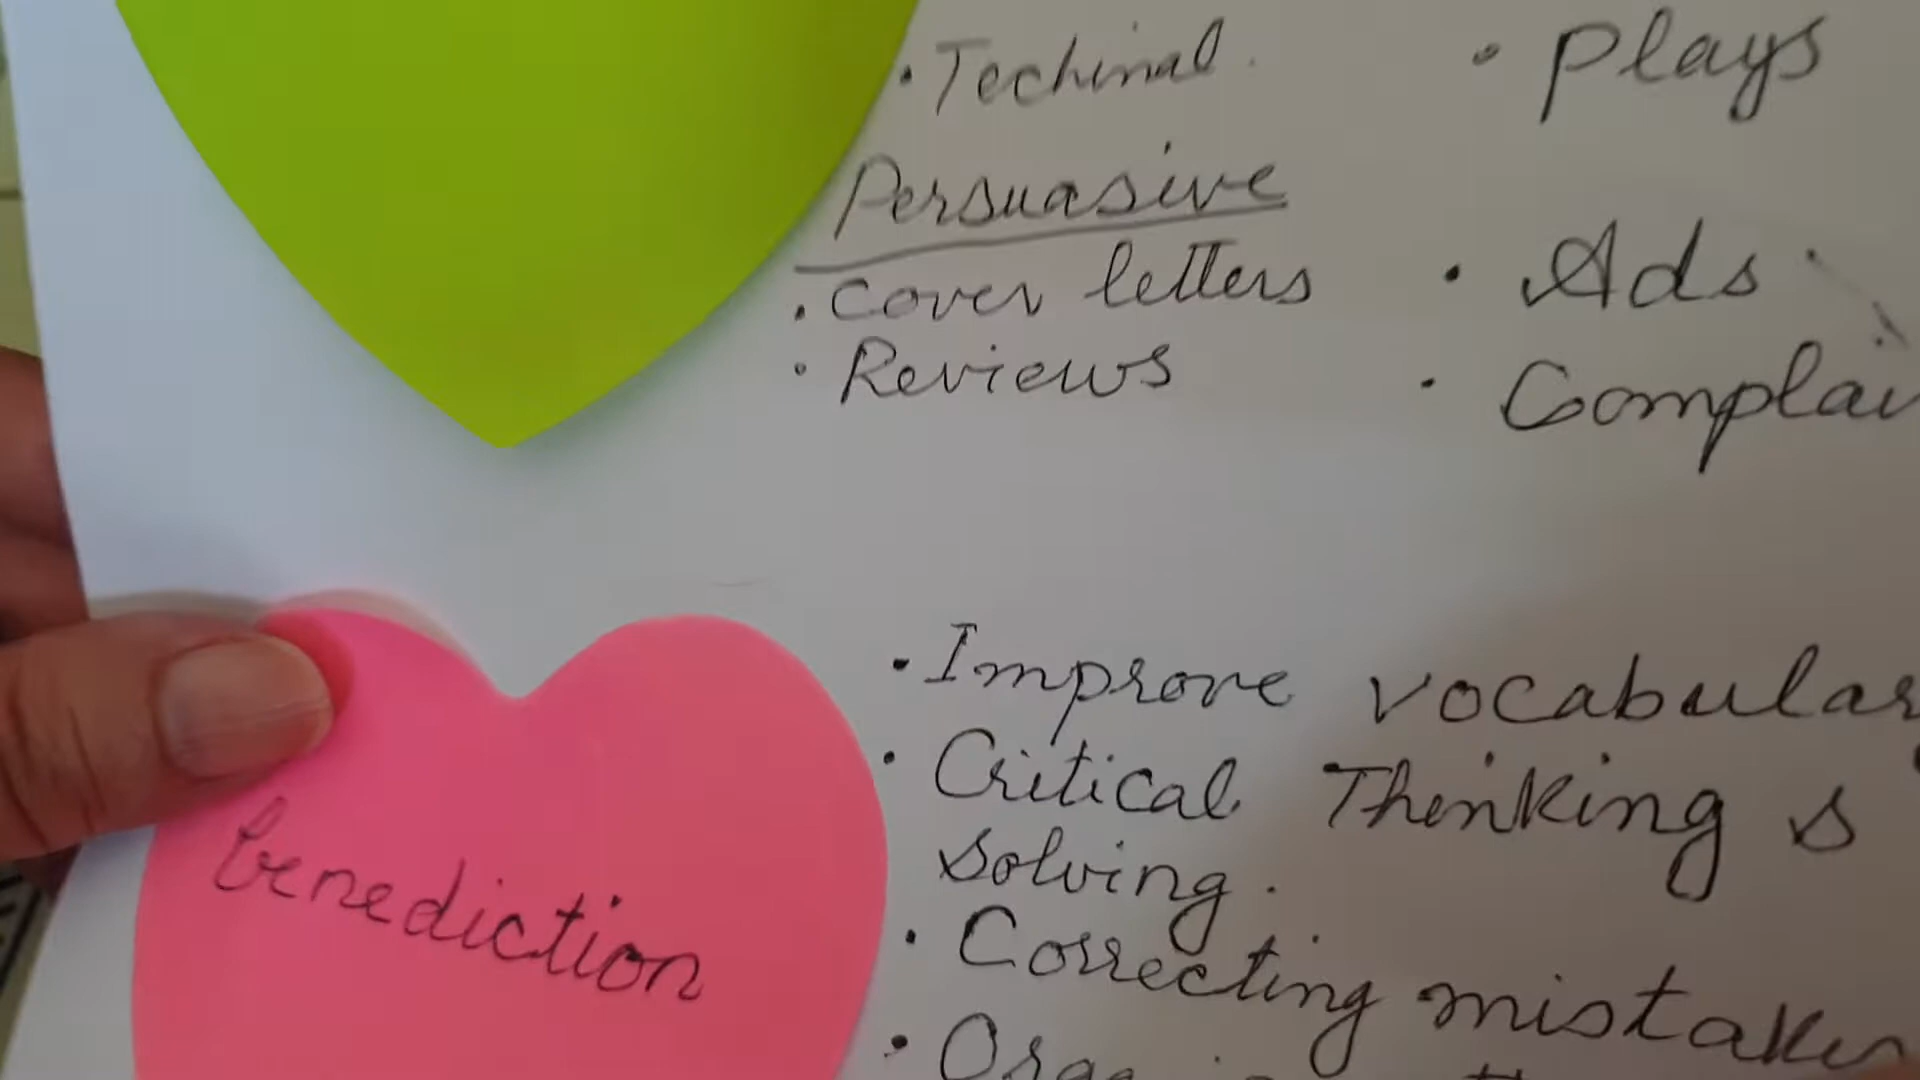 • Techinal.
• Plays
Persuasive
• Cover letters
• Ads
• Reviews
• Complai
• Improve vocabular
• Critical Thinking s
solving.
• Correcting mistake
benediction